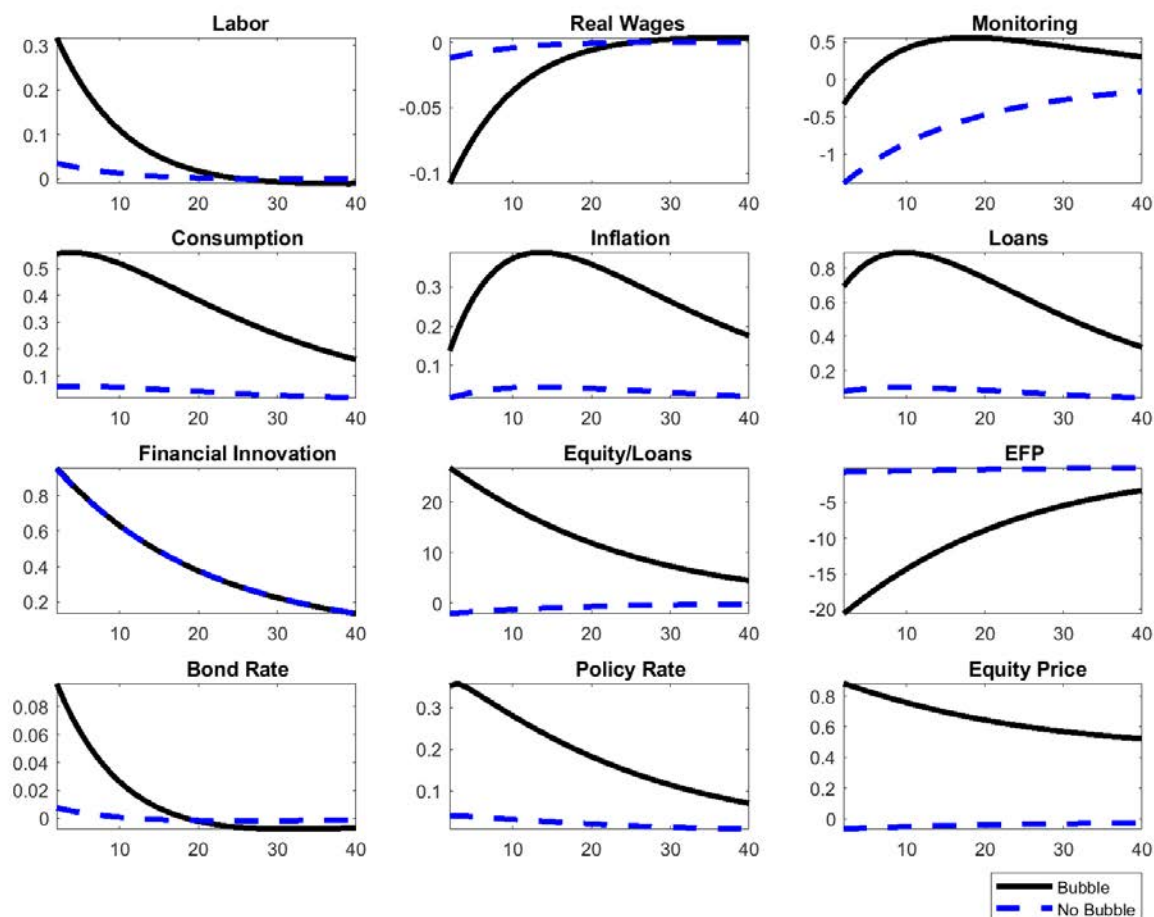 Labor
0.3
0.2
0.1
0
10 20 30 40
Real Wages
0
-0.05
-0.1
10 20 30 40
Monitoring
0.5
0
-0.5
-1
10 20 30 40
Consumption
0.5
0.4
0.3
0.2
0.1
10 20 30 40
Inflation
0.3
0.2
0.1
10 20 30 40
Loans
0.8
0.6
0.4
0.2
10 20 30 40
Financial Innovation
0.8
0.6
0.4
0.2
10 20 30 40
Equity/Loans
20
10
0
10 20 30 40
EFP
-5
-10
-15
-20
10 20 30 40
Bond Rate
0.08
0.06
0.04
0.02
0
10 20 30 40
Policy Rate
0.3
0.2
0.1
10 20 30 40
Equity Price
0.8
0.6
0.4
0.2
0
10 20 30 40
Bubble
No Bubble